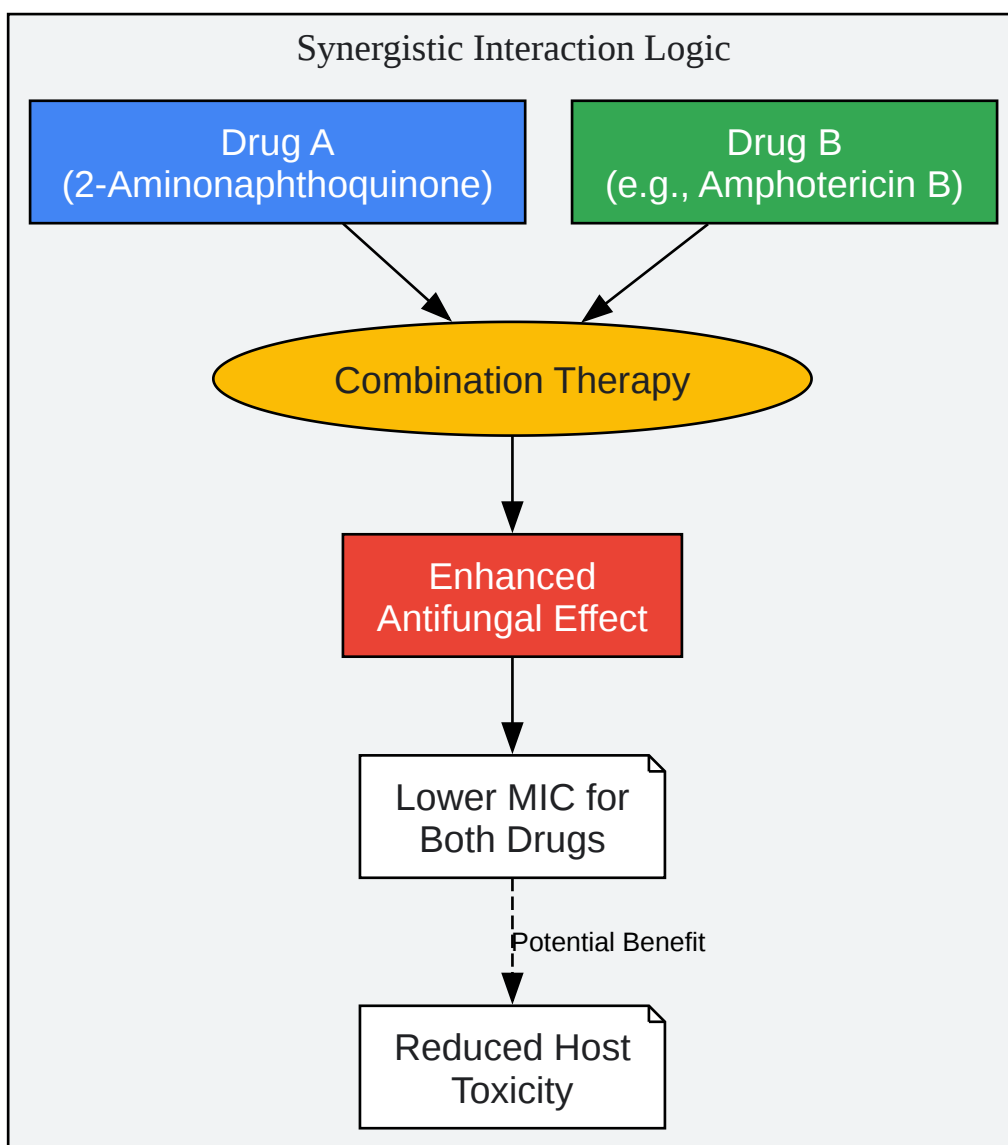 Synergistic Interaction Logic
Drug A
(2-Aminonaphthoquinone)
Drug B
(e.g., Amphotericin B)
Combination Therapy
Enhanced
Antifungal Effect
Lower MIC for
Both Drugs
Potential Benefit
Reduced Host
Toxicity